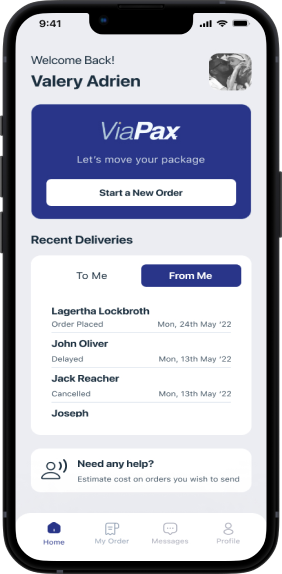 9:41
Welcome Back!
Valery Adrien
ViaPax
Let's move your package
Start a New Order
Recent Deliveries
To Me From Me
Lagertha Lockbroth
Order Placed Mon, 24th May '22
John Oliver
Delayed Mon, 13th May '22
Jack Reacher
Cancelled Mon, 13th May '22
Joseph
Need any help?
Estimate cost on orders you wish to send
Home My Order Messages Profile